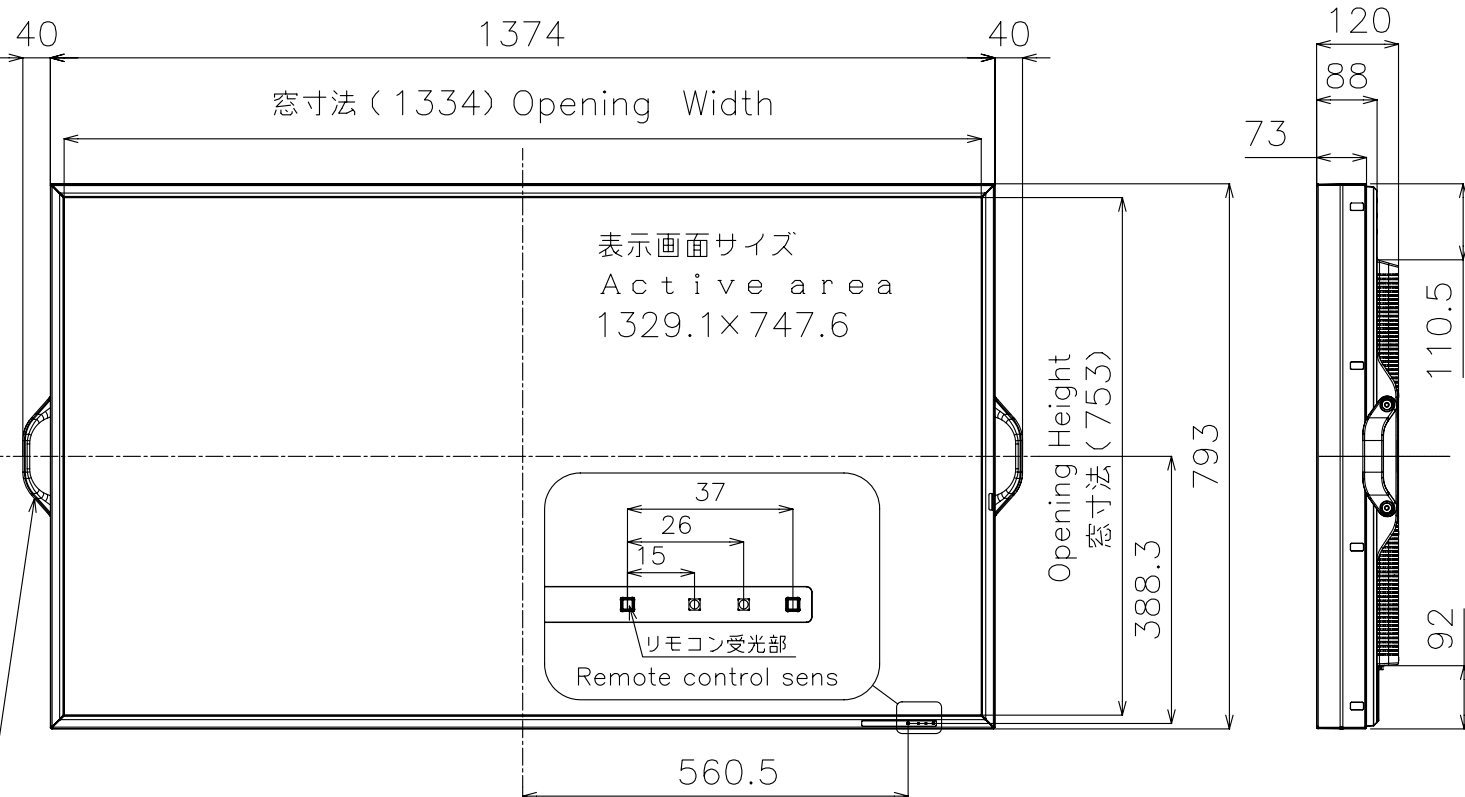 40
1374
40
120
88
窓寸法(1334) Opening Width
73
表示画面サイズ
Active area
1329.1×747.6
110.5
Opening Height
窓寸法(753)
793
388.3
37
26
15
リモコン受光部
Remote control sens
92
560.5